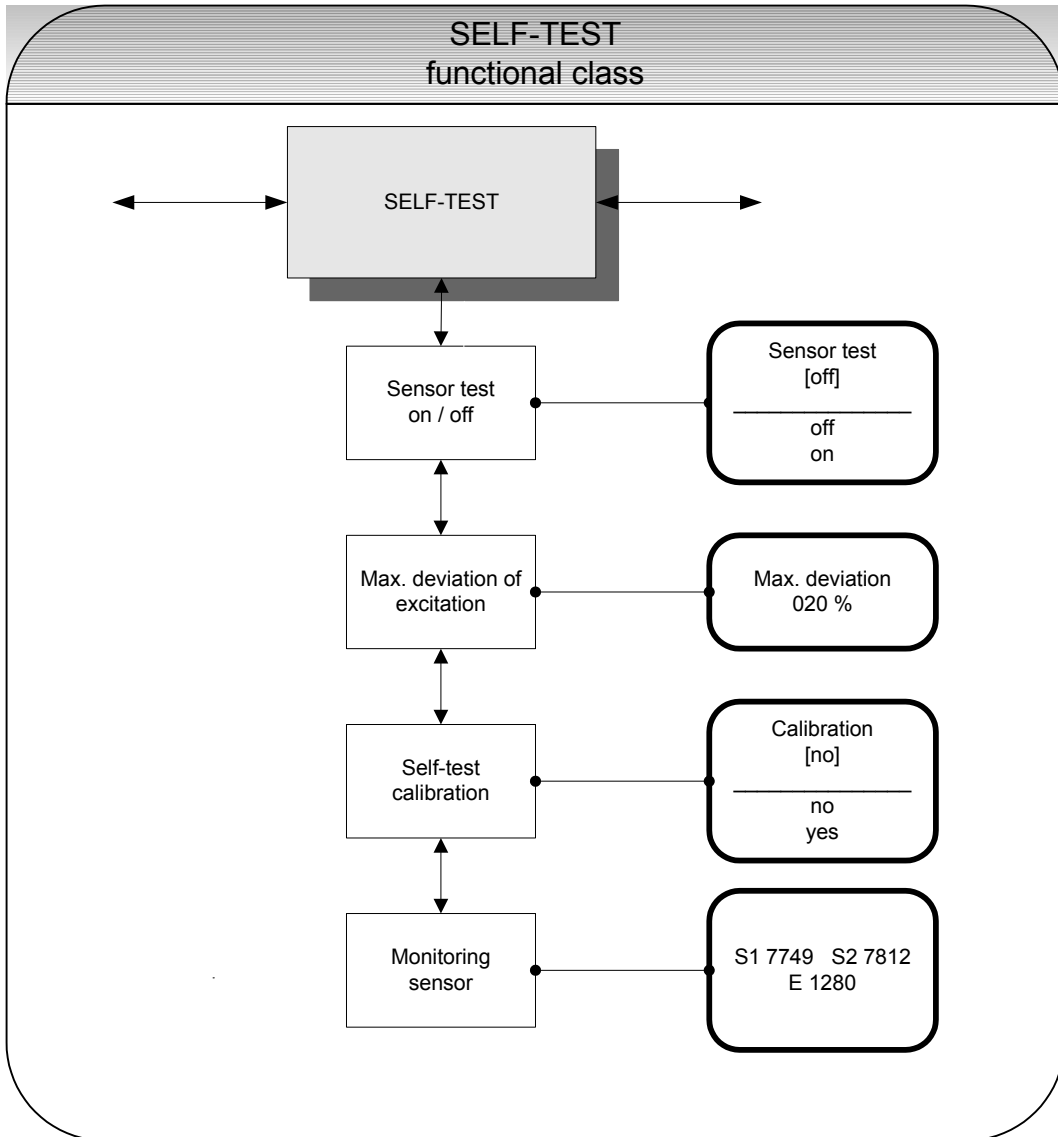 SELF-TEST
functional class
SELF-TEST
Sensor test
on / off
Sensor test
[off]
off
on
Max. deviation of
excitation
Max. deviation
020 %
Self-test
calibration
Calibration
[no]
no
yes
Monitoring
sensor
S1 7749 S2 7812
E 1280